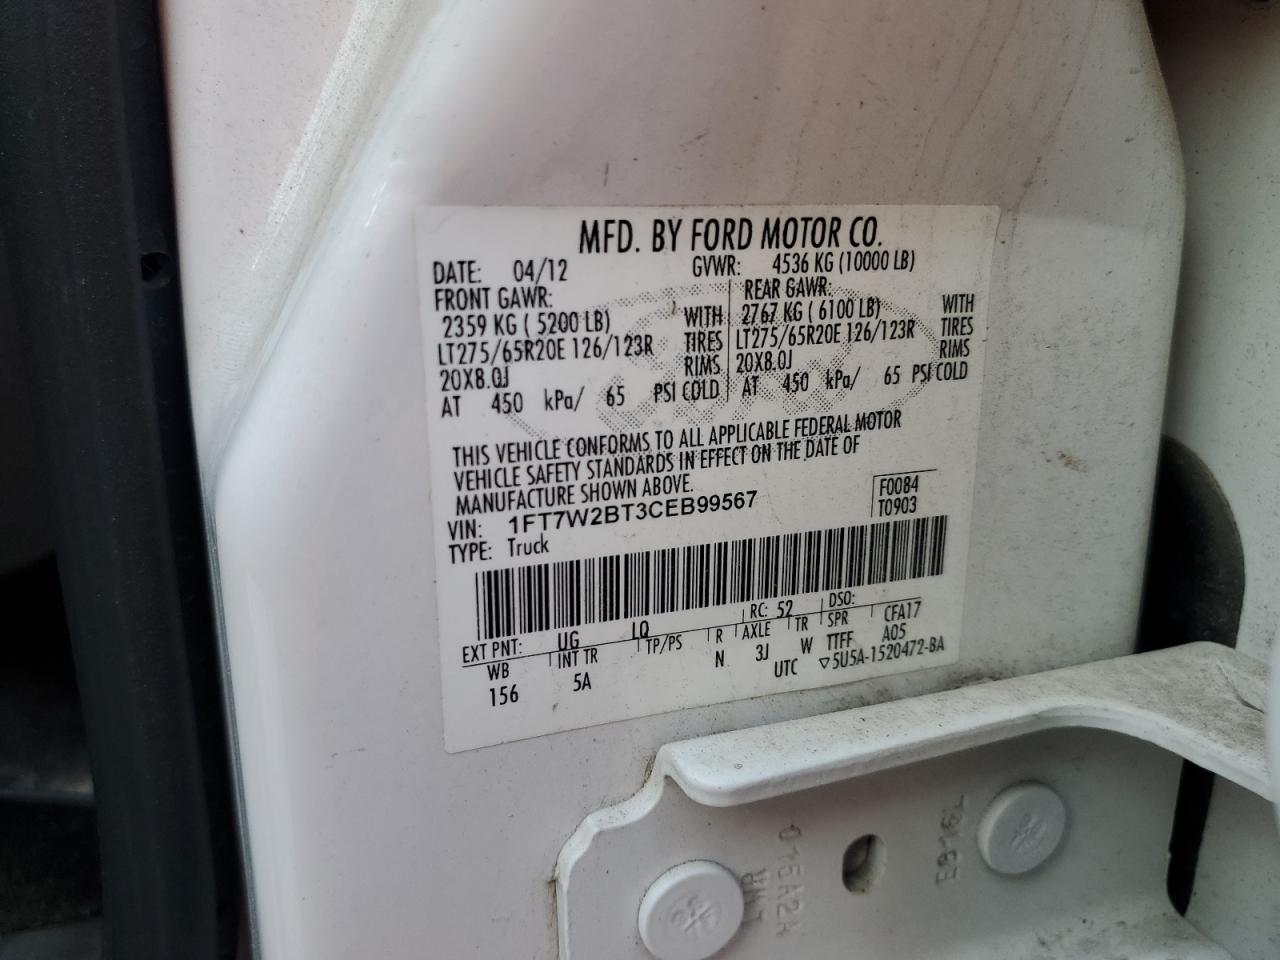 MFD. BY FORD MOTOR CO.
DATE: 04/12 GVWR: 4536 KG (10000 LB)
FRONT GAWR: REAR GAWR:
2359 KG ( 5200 LB) WITH 2767 KG ( 6100 LB) WITH
LT275/65R20E 126/123R TIRES LT275/65R20E 126/123R TIRES
20X8.0J RIMS 20X8.0J RIMS
AT 450 kPa/ 65 PSI COLD AT 450 kPa/ 65 PSI COLD
THIS VEHICLE CONFORMS TO ALL APPLICABLE FEDERAL MOTOR
VEHICLE SAFETY STANDARDS IN EFFECT ON THE DATE OF
MANUFACTURE SHOWN ABOVE.
VIN: 1FT7W2BT3CEB99567
F0084
T0903
TYPE: Truck
EXT PNT: UG LQ RC: 52 DSO:
WB INT TR TP/PS R AXLE TR SPR CFA17
156 5A N 3J W TTFF A05
UTC ▽5U5A-1520472-BA